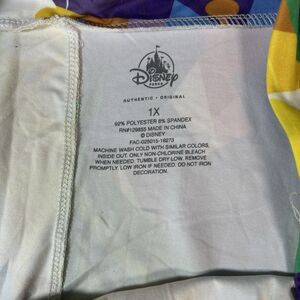 Disney
PARKS
AUTHENTIC • ORIGINAL
1X
92% POLYESTER 8% SPANDEX
RN#129855 MADE IN CHINA
© DISNEY
FAC-025015-16273
MACHINE WASH COLD WITH SIMILAR COLORS,
INSIDE OUT. ONLY NON-CHLORINE BLEACH
WHEN NEEDED. TUMBLE DRY LOW. REMOVE
PROMPTLY. LOW IRON IF NEEDED. DO NOT IRON
DECORATION.